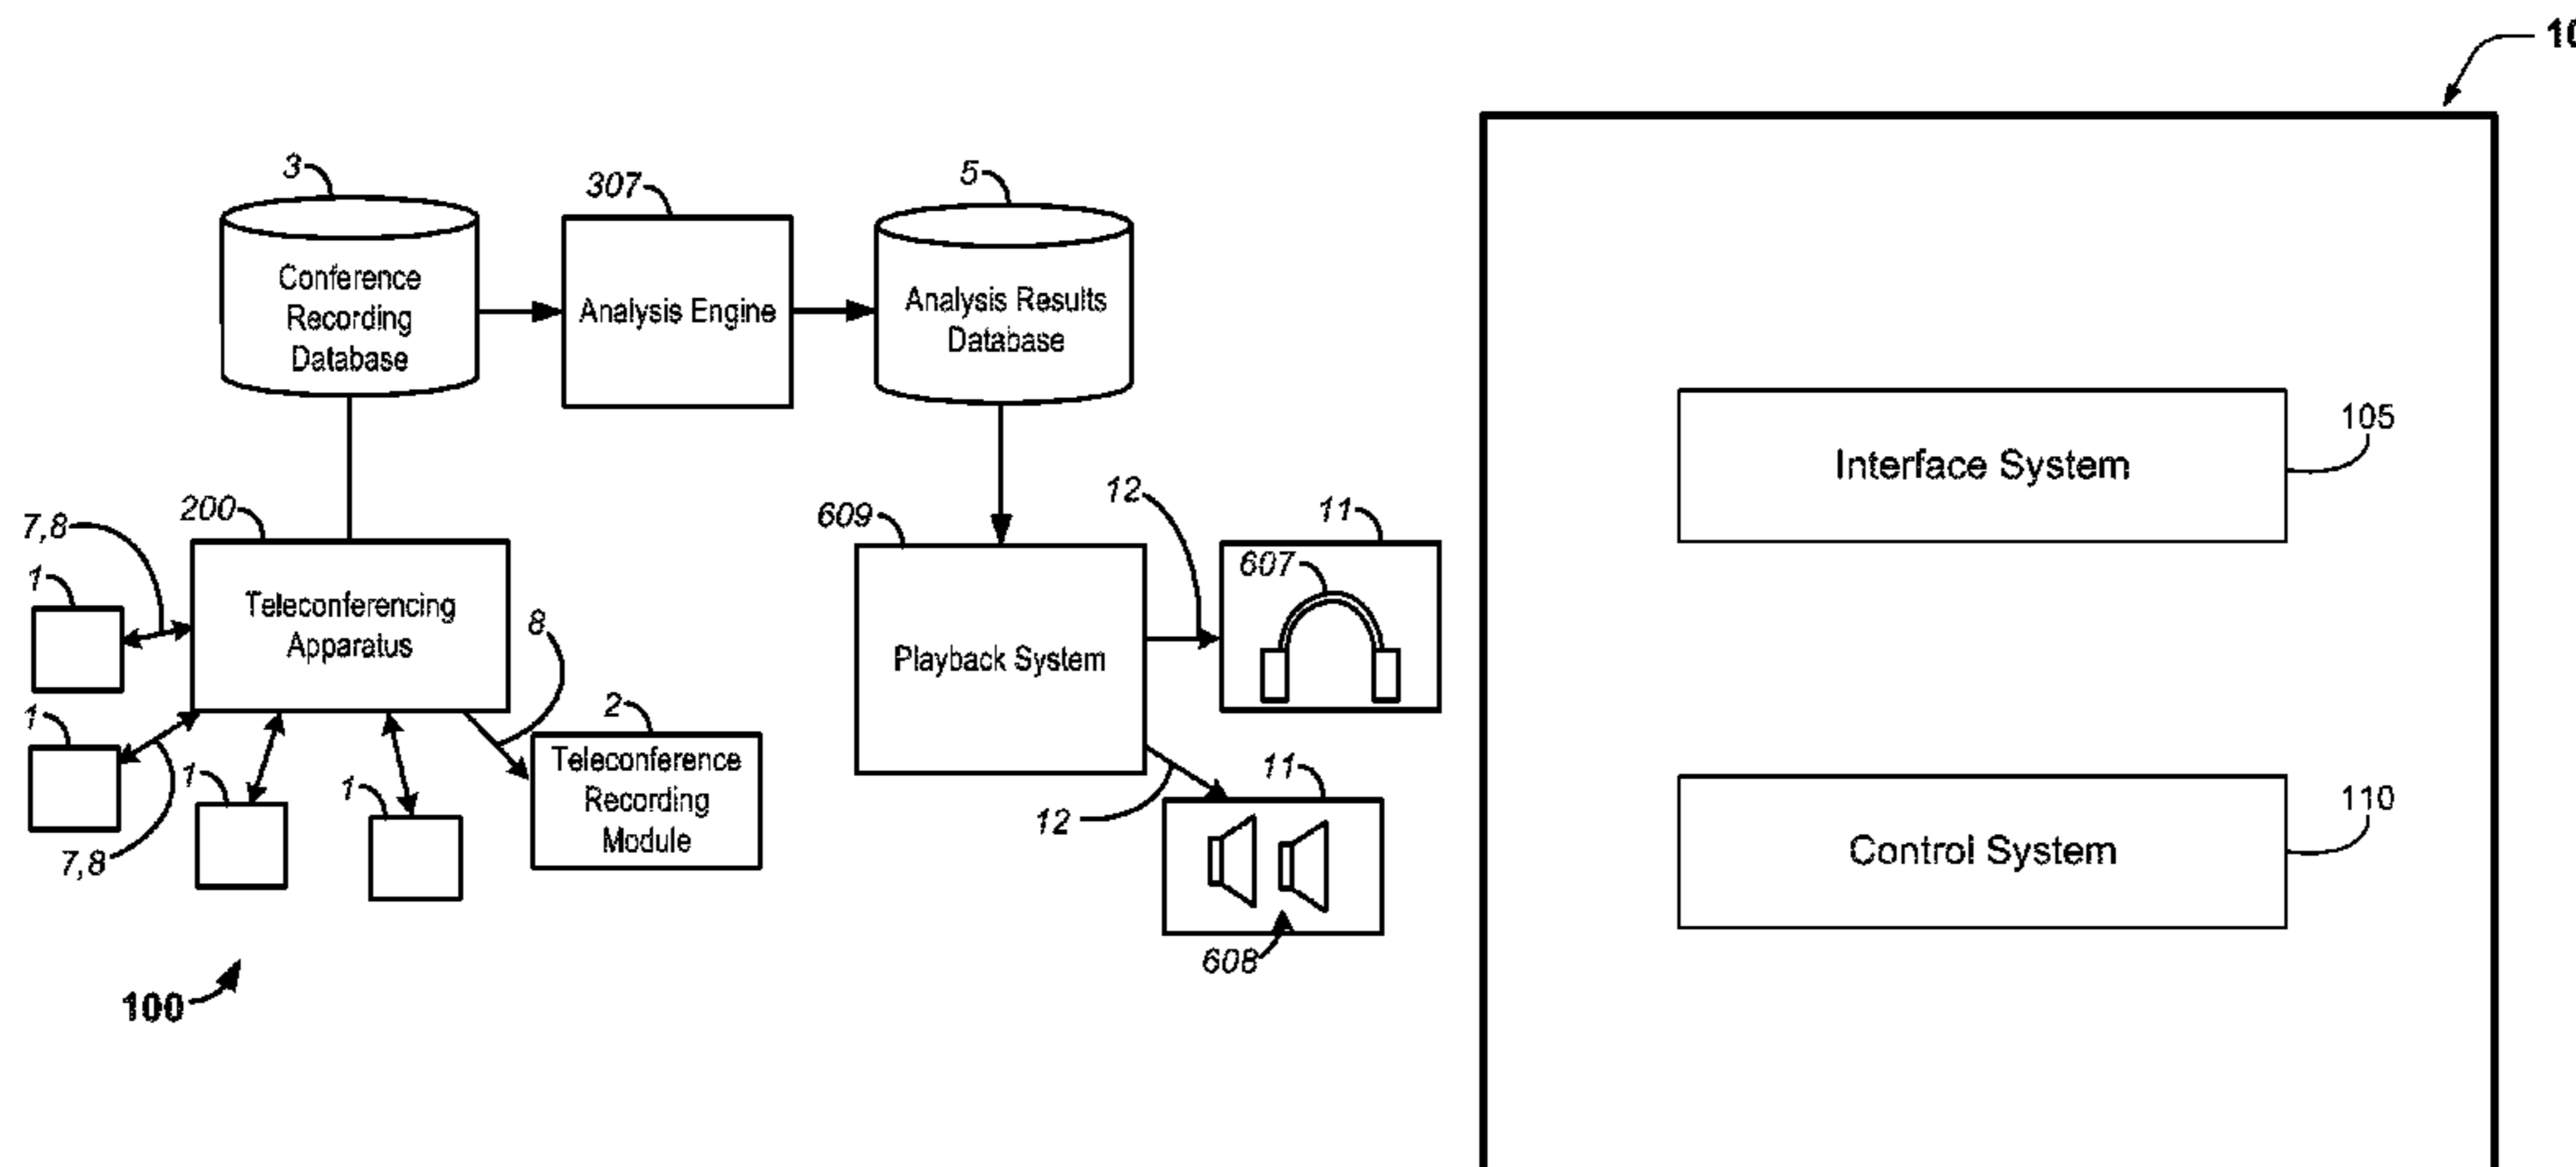 10
3
307
5
Conference
Recording
Database
Analysis Engine
Analysis Results
Database
105
Interface System
7,8
200
1
Teleconferencing
Apparatus
8
609
12
11
607
Playback System
1
7,8
1
1
2
Teleconference
Recording
Module
12
11
608
110
Control System
100